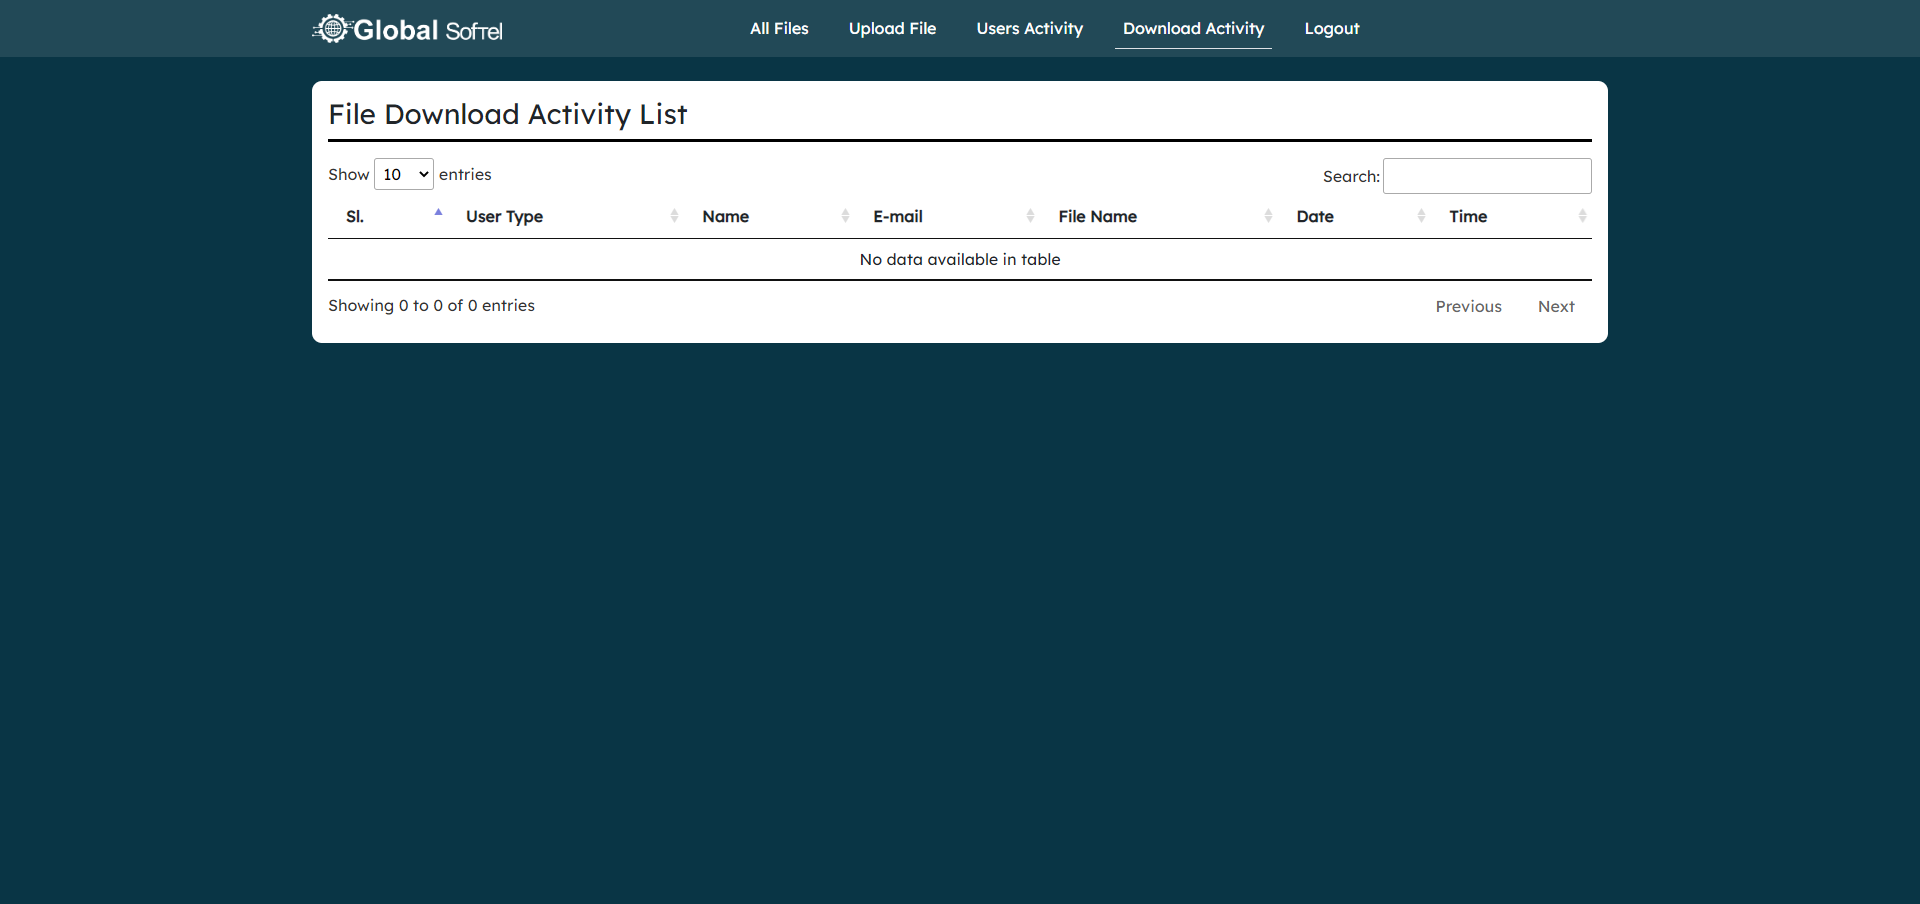 Global Softel All Files Upload File Users Activity Download Activity Logout
File Download Activity List
Show 10 entries Search:
Sl. User Type Name E-mail File Name Date Time
No data available in table
Showing 0 to 0 of 0 entries Previous Next